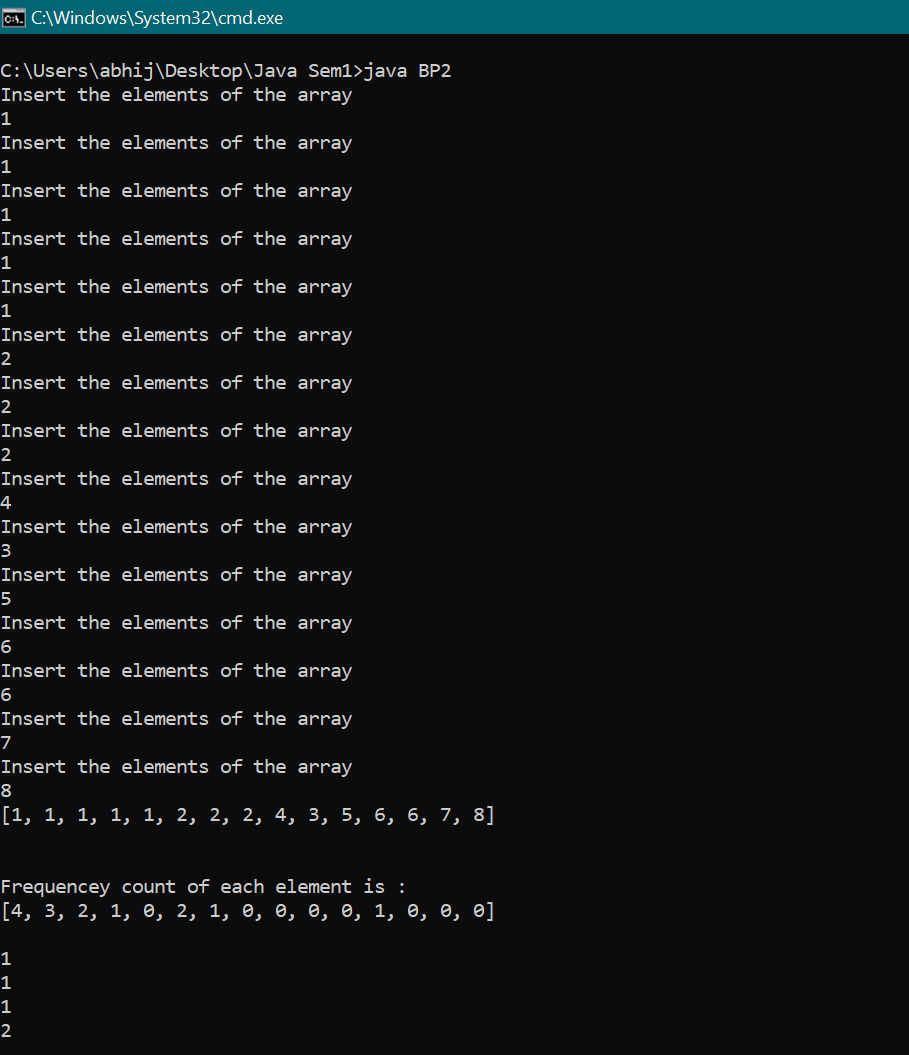 C:\Windows\System32\cmd.exe
C:\Users\abhij\Desktop\Java Sem1>java BP2
Insert the elements of the array
1
Insert the elements of the array
1
Insert the elements of the array
1
Insert the elements of the array
1
Insert the elements of the array
1
Insert the elements of the array
2
Insert the elements of the array
2
Insert the elements of the array
2
Insert the elements of the array
4
Insert the elements of the array
3
Insert the elements of the array
5
Insert the elements of the array
6
Insert the elements of the array
6
Insert the elements of the array
7
Insert the elements of the array
8
[1, 1, 1, 1, 1, 2, 2, 2, 4, 3, 5, 6, 6, 7, 8]
Frequencey count of each element is :
[4, 3, 2, 1, 0, 2, 1, 0, 0, 0, 0, 1, 0, 0, 0]
1
1
1
2